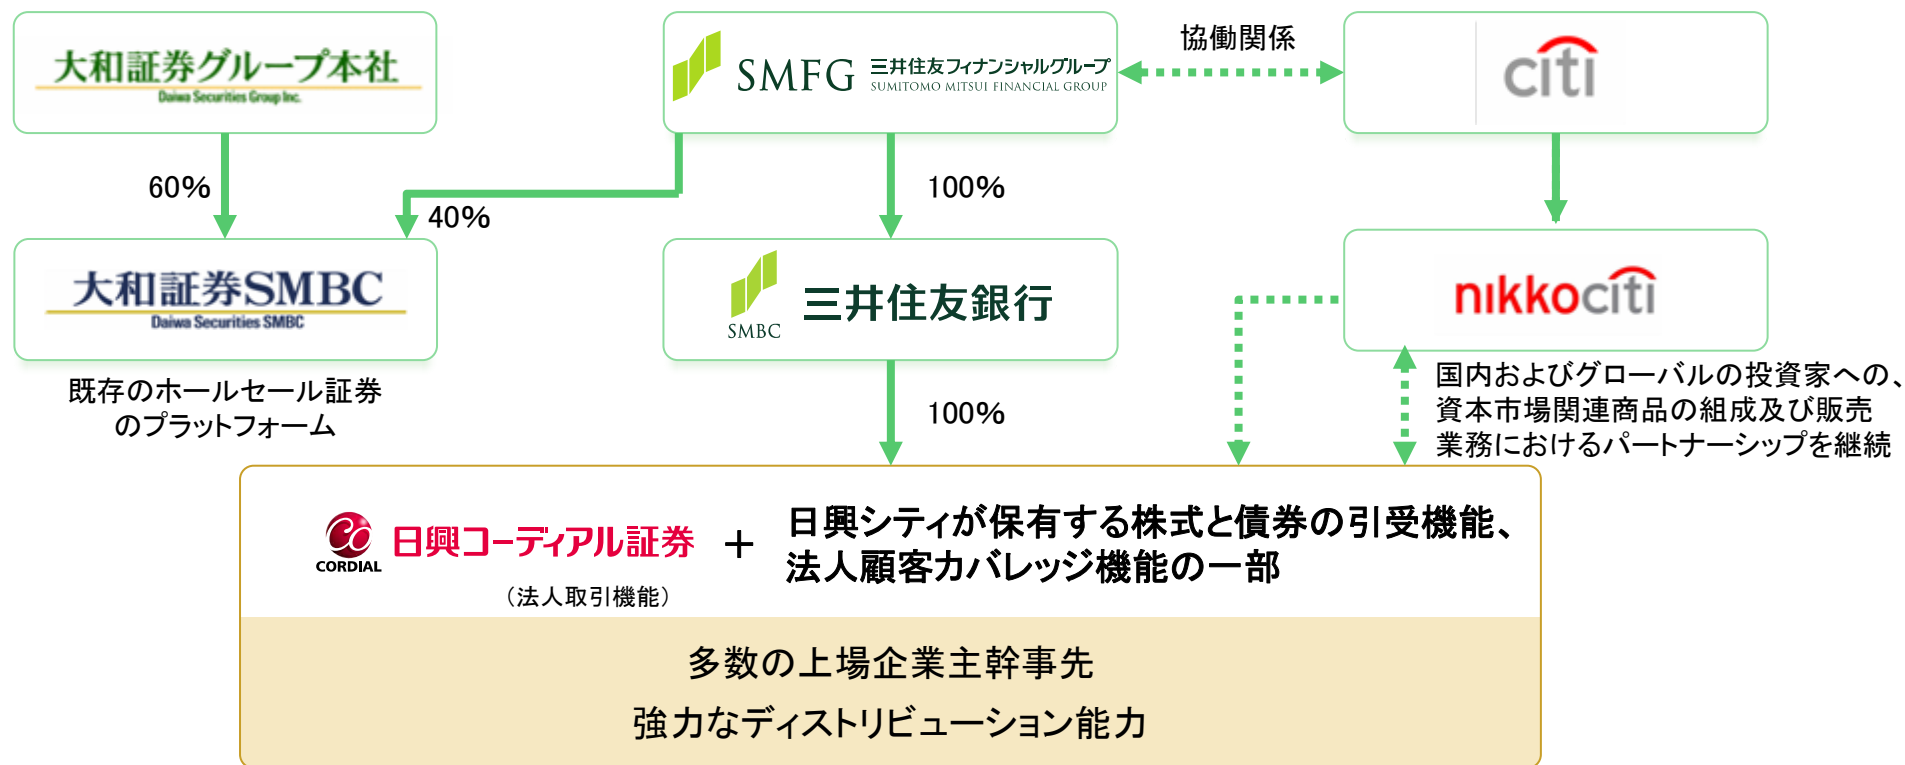 大和証券グループ本社
Daiwa Securities Group Inc.
SMFG 三井住友フィナンシャルグループ
SUMITOMO MITSUI FINANCIAL GROUP
協働関係
citi
60%
40%
100%
大和証券SMBC
Daiwa Securities SMBC
SMBC
三井住友銀行
nikkociti
既存のホールセール証券
のプラットフォーム
100%
国内およびグローバルの投資家への、
資本市場関連商品の組成及び販売
業務におけるパートナーシップを継続
CORDIAL
日興コーディアル証券
(法人取引機能)
+
日興シティが保有する株式と債券の引受機能、
法人顧客カバレッジ機能の一部
多数の上場企業主幹事先
強力なディストリビューション能力